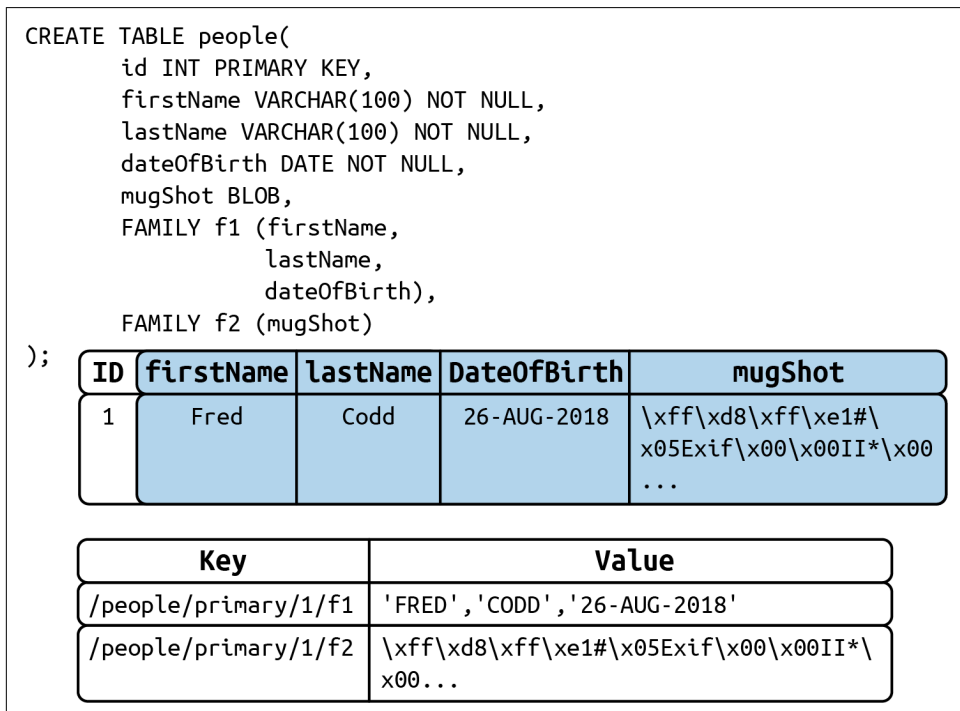 CREATE TABLE people(
id INT PRIMARY KEY,
firstName VARCHAR(100) NOT NULL,
lastName VARCHAR(100) NOT NULL,
dateOfBirth DATE NOT NULL,
mugShot BLOB,
FAMILY f1 (firstName,
lastName,
dateOfBirth),
FAMILY f2 (mugShot)
);
ID firstName lastName DateOfBirth mugShot
1 Fred Codd 26-AUG-2018 \xff\xd8\xff\xe1#\
x05Exif\x00\x00II*\x00
...
Key Value
/people/primary/1/f1 'FRED','CODD','26-AUG-2018'
/people/primary/1/f2 \xff\xd8\xff\xe1#\x05Exif\x00\x00II*\
x00...